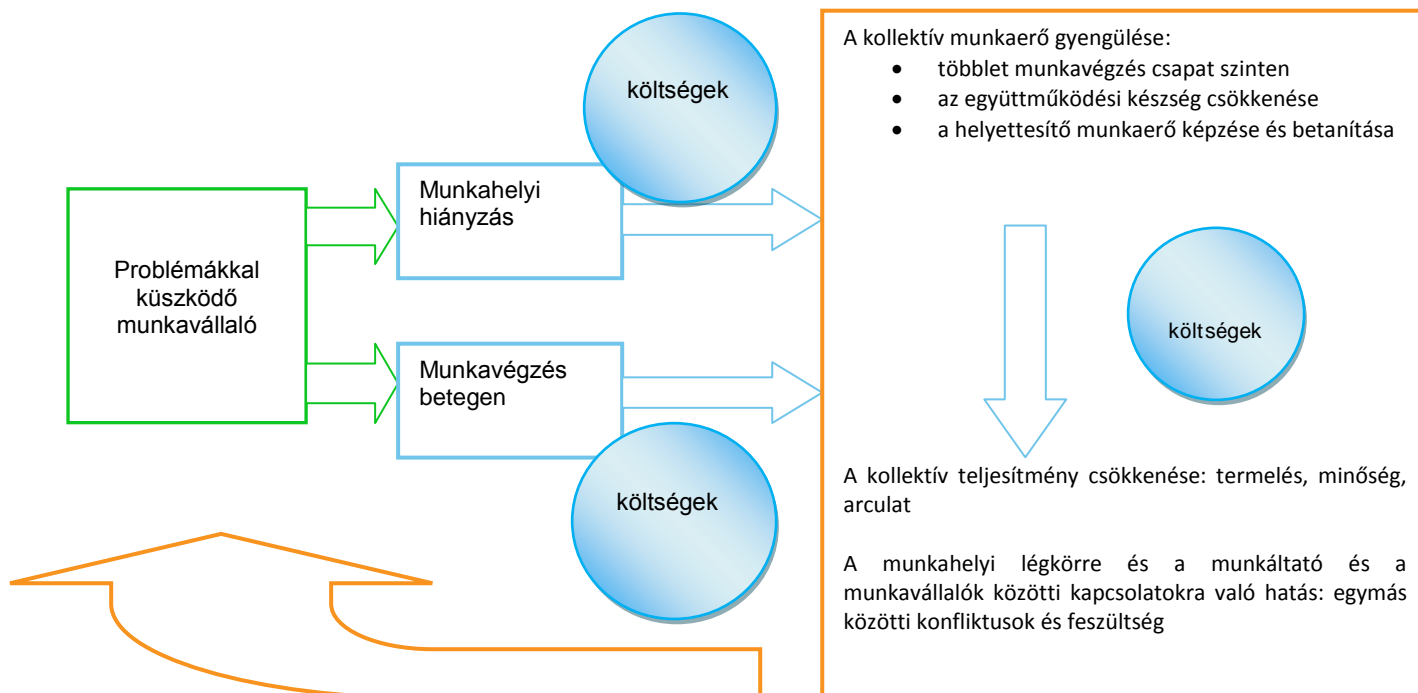 költségek
Munkahelyi
hiányzás
Problémákkal
küszködő
munkavállaló
Munkavégzés
betegen
költségek
A kollektív munkaerő gyengülése:
• többlet munkavégzés csapat szinten
• az együttműködési készség csökkenése
• a helyettesítő munkaerő képzése és betanítása
költségek
A kollektív teljesítmény csökkenése: termelés, minőség,
arculat
A munkahelyi légkörre és a munkáltató és a
munkavállalók közötti kapcsolatokra való hatás: egymás
közötti konfliktusok és feszültség